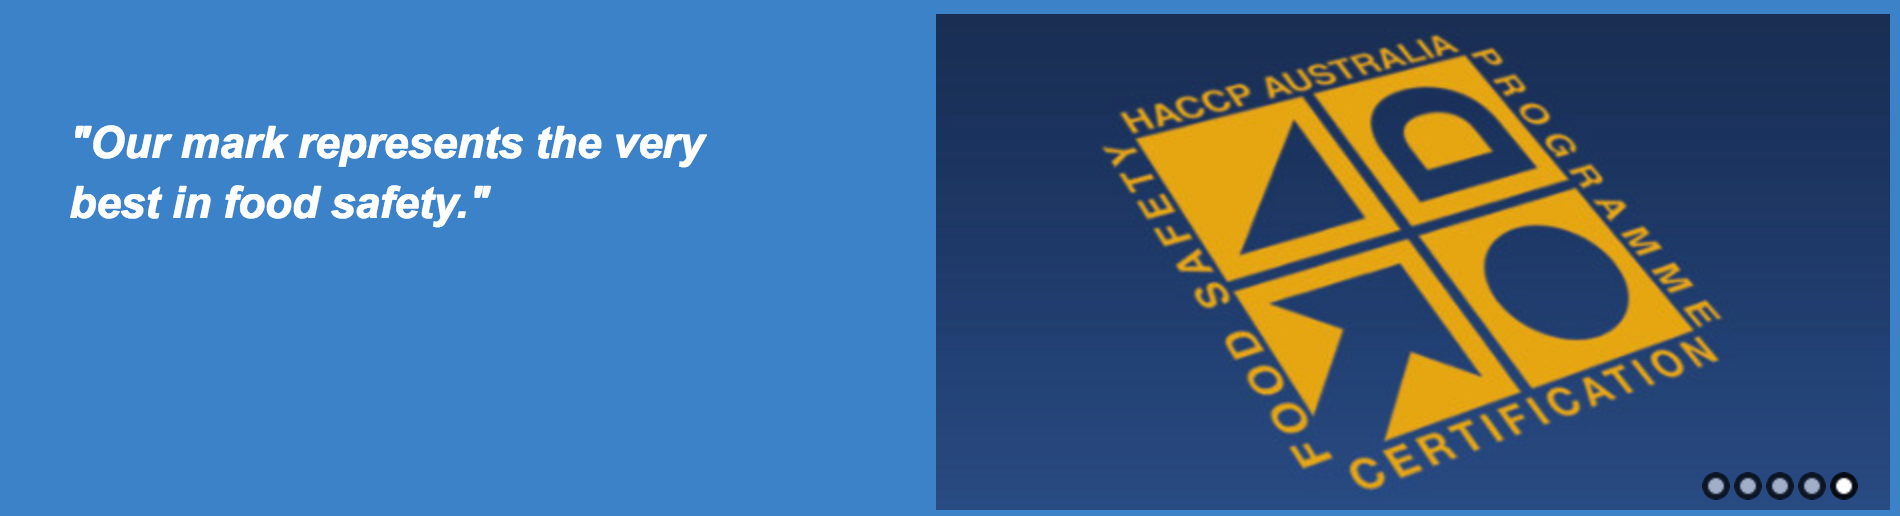 "Our mark represents the very
best in food safety."
HACCP AUSTRALIA
PROGRAMME
FOOD SAFETY
CERTIFICATION